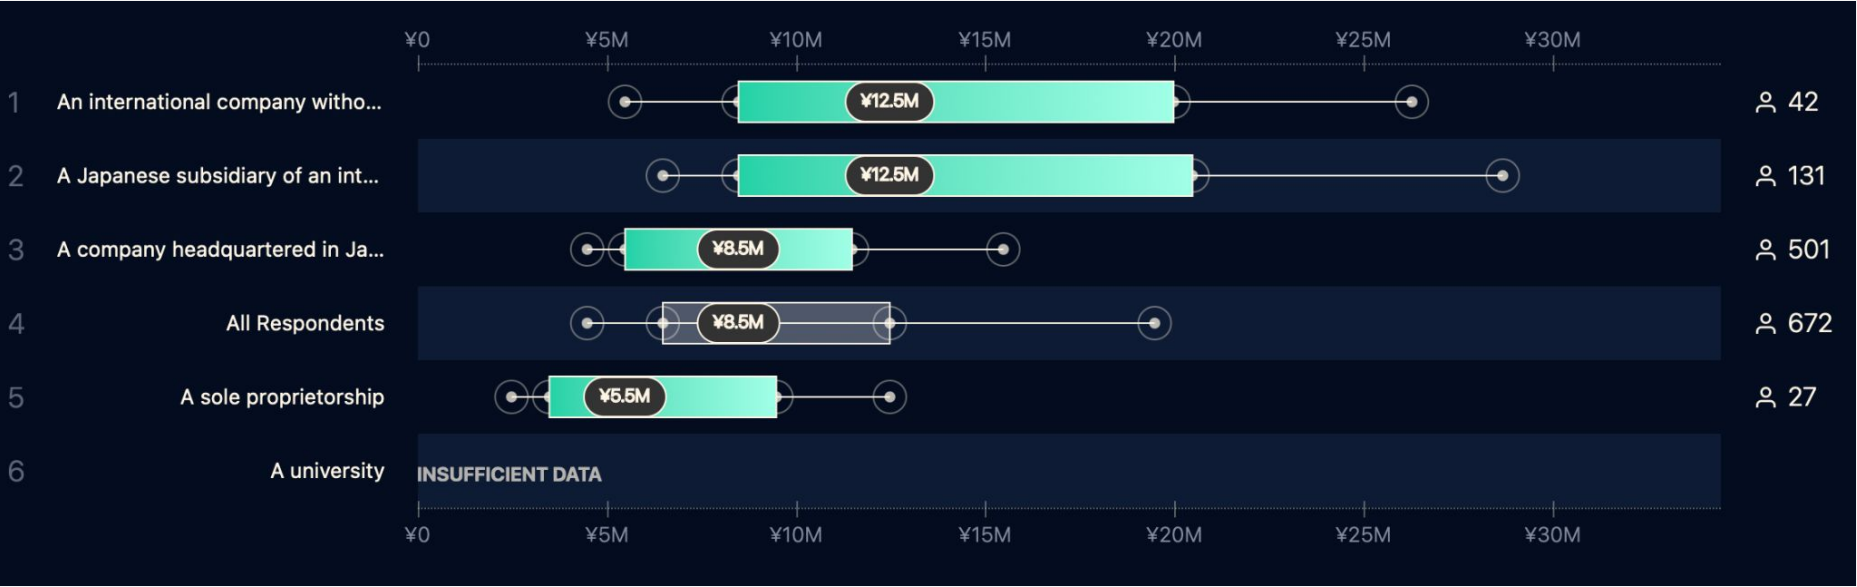 ¥0 ¥5M ¥10M ¥15M ¥20M ¥25M ¥30M
1 An international company witho... ¥12.5M 42
2 A Japanese subsidiary of an int... ¥12.5M 131
3 A company headquartered in Ja... ¥8.5M 501
4 All Respondents ¥8.5M 672
5 A sole proprietorship ¥5.5M 27
6 A university INSUFFICIENT DATA
¥0 ¥5M ¥10M ¥15M ¥20M ¥25M ¥30M